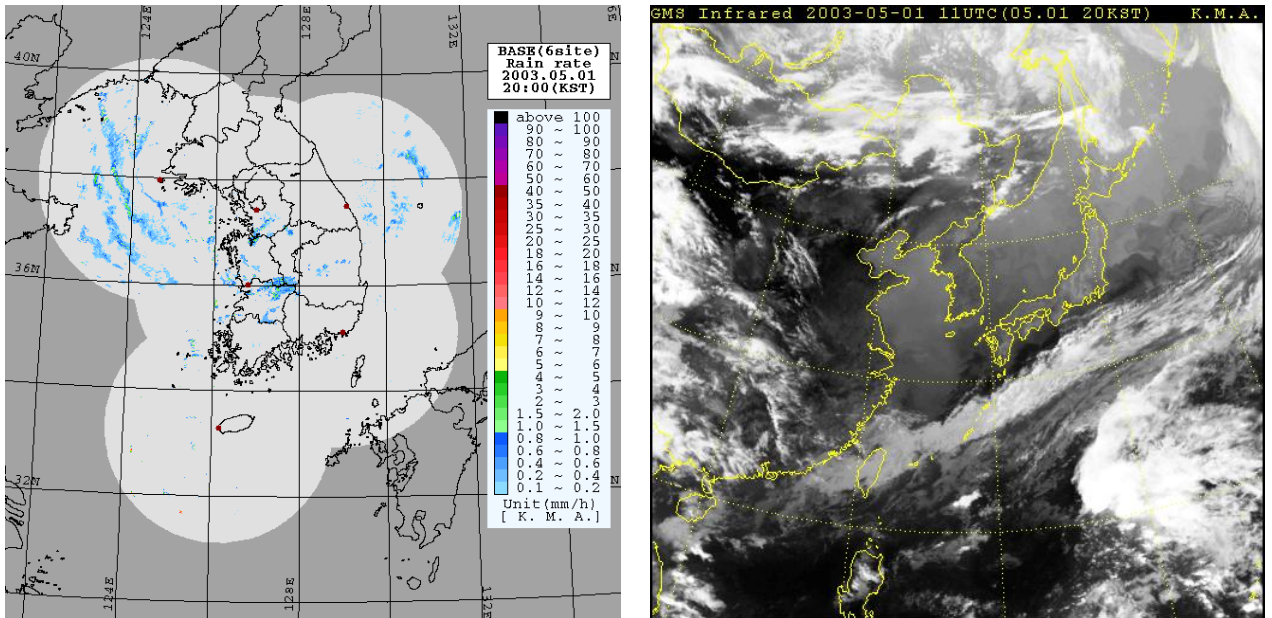 124E
128E
132E
6E
40N
0N
BASE(6site)
Rain rate
2003.05.01
20:00(KST)
above 100
90 ~ 100
80 ~ 90
70 ~ 80
60 ~ 70
50 ~ 60
40 ~ 50
35 ~ 40
30 ~ 35
25 ~ 30
20 ~ 25
18 ~ 20
16 ~ 18
14 ~ 16
12 ~ 14
10 ~ 12
9 ~ 10
8 ~ 9
7 ~ 8
6 ~ 7
5 ~ 6
4 ~ 5
3 ~ 4
2 ~ 3
1.5 ~ 2.0
1.0 ~ 1.5
0.8 ~ 1.0
0.6 ~ 0.8
0.4 ~ 0.6
0.2 ~ 0.4
0.1 ~ 0.2
Unit(mm/h)
[ K. M. A.]
36N
N
32N
N
124E
128E
132E
GMS Infrared 2003-05-01 11UTC(05.01 20KST) K.M.A.